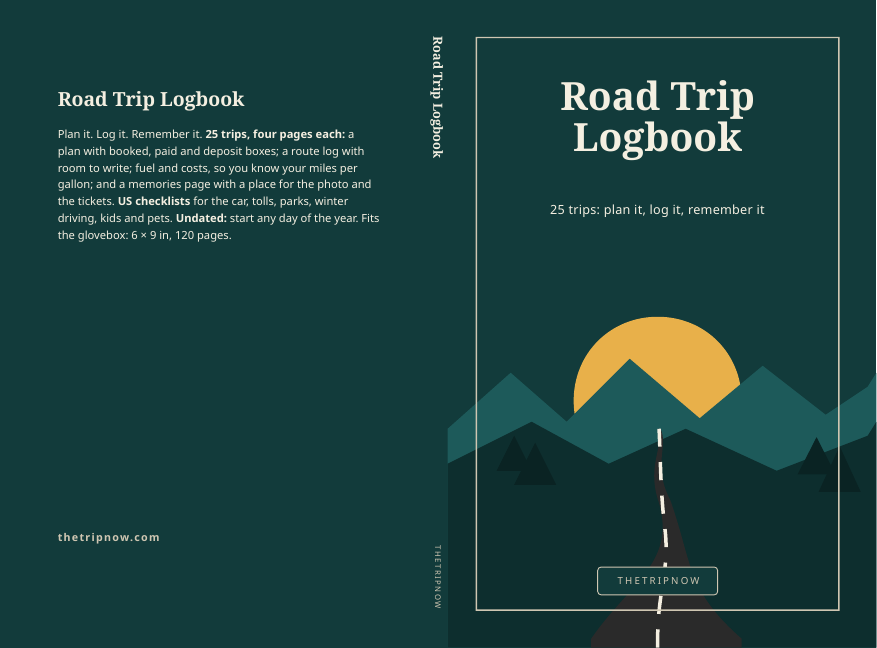 Road Trip Logbook
Plan it. Log it. Remember it. 25 trips, four pages each: a
plan with booked, paid and deposit boxes; a route log with
room to write; fuel and costs, so you know your miles per
gallon; and a memories page with a place for the photo and
the tickets. US checklists for the car, tolls, parks, winter
driving, kids and pets. Undated: start any day of the year. Fits
the glovebox: 6 × 9 in, 120 pages.
thetripnow.com
Road Trip Logbook
THETRIPNOW
Road Trip
Logbook
25 trips: plan it, log it, remember it
THETRIPNOW